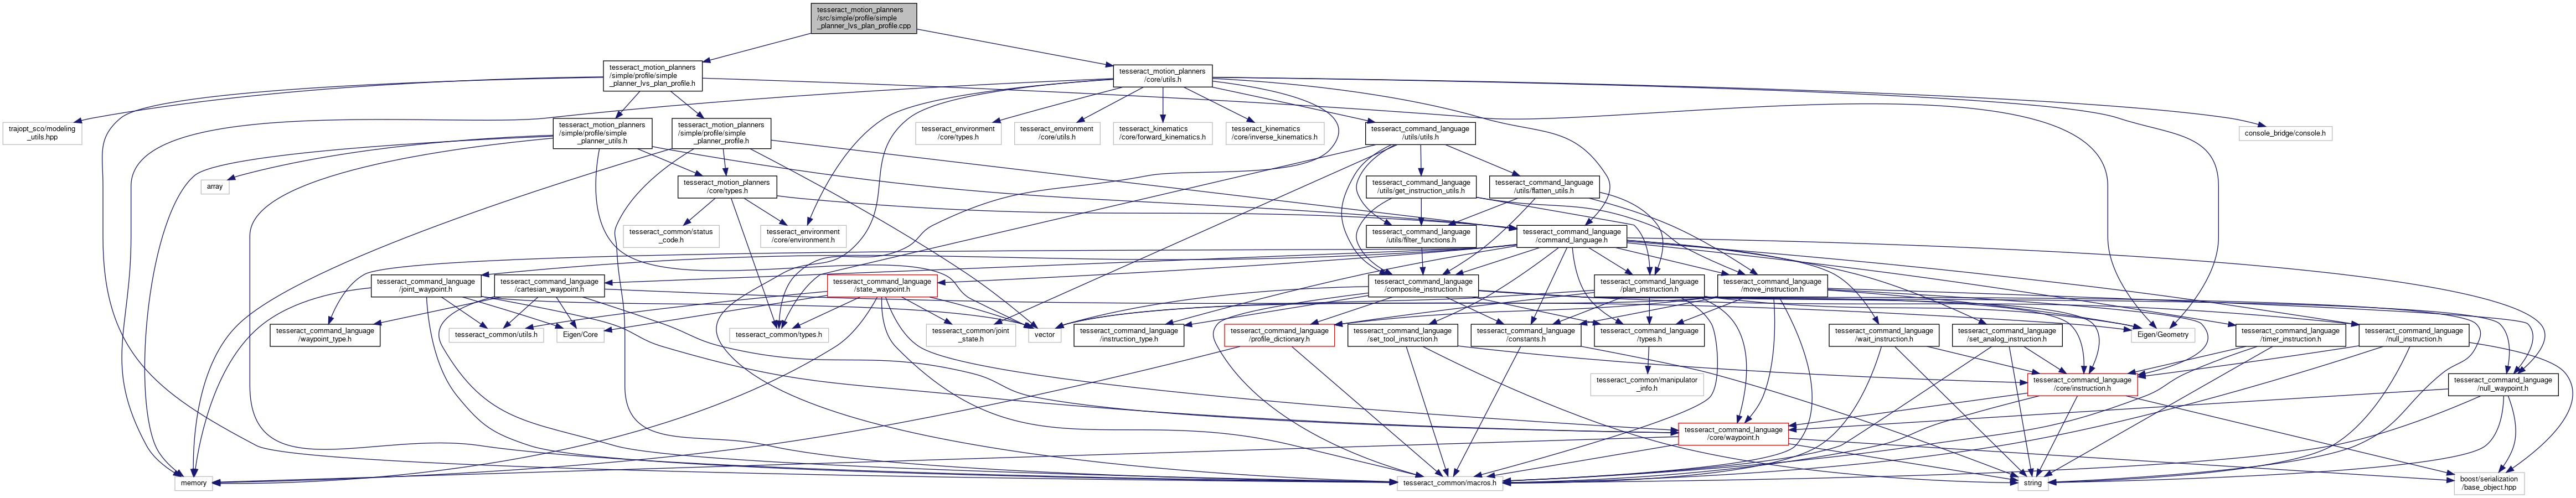 tesseract_motion_planners
/src/simple/profile/simple
_planner_lvs_plan_profile.cpp
tesseract_motion_planners
/simple/profile/simple
_planner_lvs_plan_profile.h
tesseract_motion_planners
/core/utils.h
trajopt_sco/modeling
_utils.hpp
tesseract_motion_planners
/simple/profile/simple
_planner_utils.h
tesseract_motion_planners
/simple/profile/simple
_planner_profile.h
tesseract_environment
/core/types.h
tesseract_environment
/core/utils.h
tesseract_kinematics
/core/forward_kinematics.h
tesseract_kinematics
/core/inverse_kinematics.h
tesseract_command_language
/utils/utils.h
console_bridge/console.h
array
tesseract_motion_planners
/core/types.h
tesseract_command_language
/utils/get_instruction_utils.h
tesseract_command_language
/utils/flatten_utils.h
tesseract_common/status
_code.h
tesseract_environment
/core/environment.h
tesseract_command_language
/utils/filter_functions.h
tesseract_command_language
/command_language.h
tesseract_command_language
/joint_waypoint.h
tesseract_command_language
/cartesian_waypoint.h
tesseract_command_language
/state_waypoint.h
tesseract_command_language
/composite_instruction.h
tesseract_command_language
/plan_instruction.h
tesseract_command_language
/move_instruction.h
tesseract_command_language
/waypoint_type.h
tesseract_common/utils.h
Eigen/Core
tesseract_common/types.h
tesseract_common/joint
_state.h
vector
tesseract_command_language
/instruction_type.h
tesseract_command_language
/profile_dictionary.h
tesseract_command_language
/set_tool_instruction.h
tesseract_command_language
/constants.h
tesseract_command_language
/types.h
tesseract_command_language
/wait_instruction.h
tesseract_command_language
/set_analog_instruction.h
Eigen/Geometry
tesseract_command_language
/timer_instruction.h
tesseract_command_language
/null_instruction.h
tesseract_common/manipulator
_info.h
tesseract_command_language
/core/instruction.h
tesseract_command_language
/null_waypoint.h
tesseract_command_language
/core/waypoint.h
memory
tesseract_common/macros.h
string
boost/serialization
/base_object.hpp